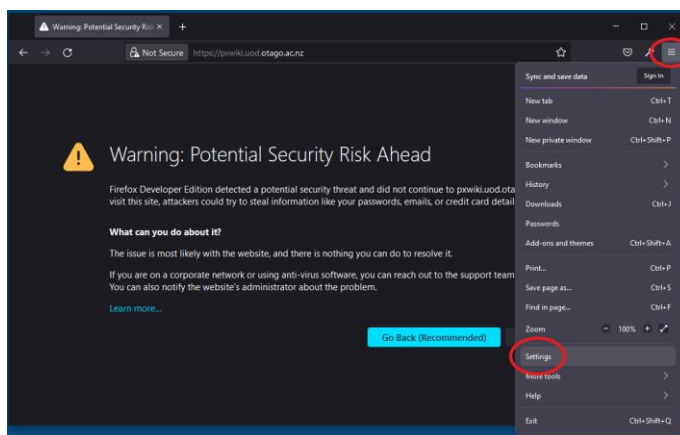 Warning: Potential Security Ris
Not Secure https://pxwiki.uod.otago.ac.nz
Sync and save data Sign In
New tab Ctrl+T
New window Ctrl+N
New private window Ctrl+Shift+P
Bookmarks
History
Downloads Ctrl+J
Passwords
Add-ons and themes Ctrl+Shift+A
Print... Ctrl+P
Save page as... Ctrl+S
Find in page... Ctrl+F
Zoom 100%
Settings
More tools
Help
Exit Ctrl+Shift+Q
Warning: Potential Security Risk Ahead
Firefox Developer Edition detected a potential security threat and did not continue to pxwiki.uod.ota
visit this site, attackers could try to steal information like your passwords, emails, or credit card detail
What can you do about it?
The issue is most likely with the website, and there is nothing you can do to resolve it.
If you are on a corporate network or using anti-virus software, you can reach out to the support team
You can also notify the website's administrator about the problem.
Learn more...
Go Back (Recommended)